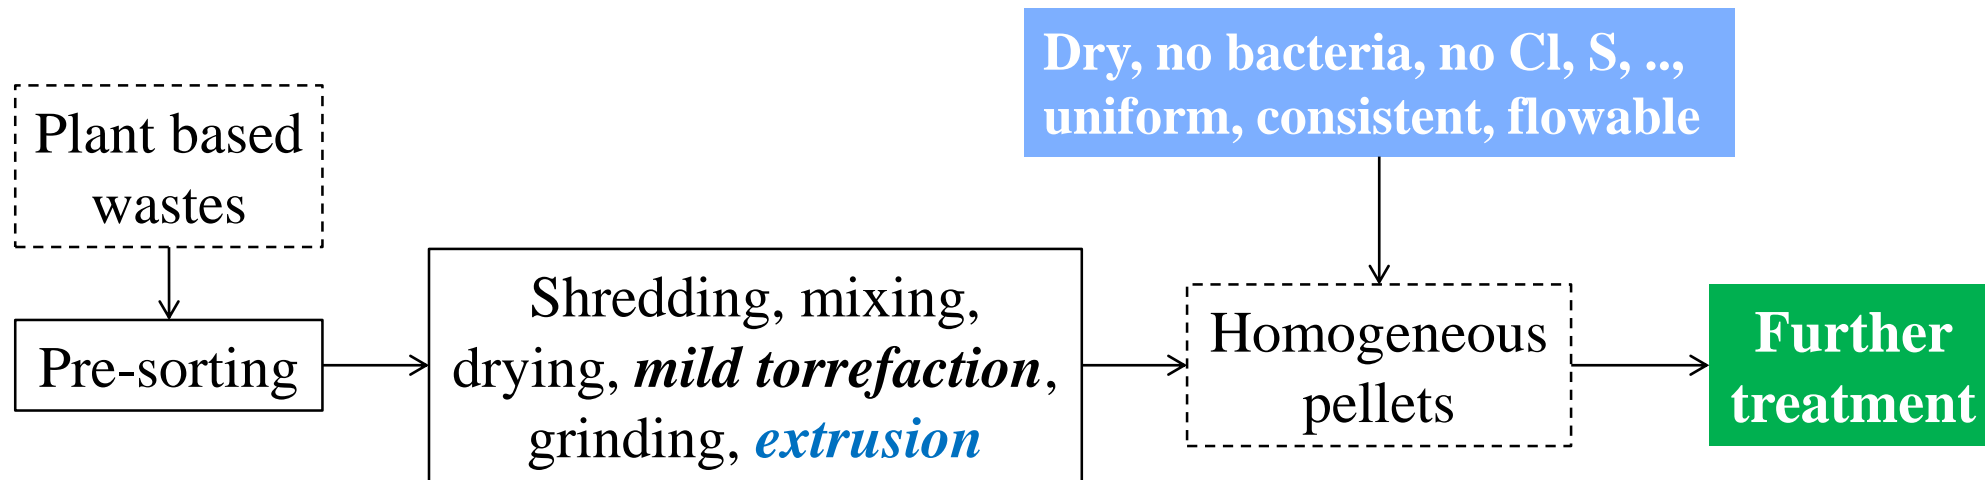 Dry, no bacteria, no Cl, S, ..,
uniform, consistent, flowable
Plant based
wastes
Pre-sorting
Shredding, mixing,
drying, mild torrefaction,
grinding, extrusion
Homogeneous
pellets
Further
treatment